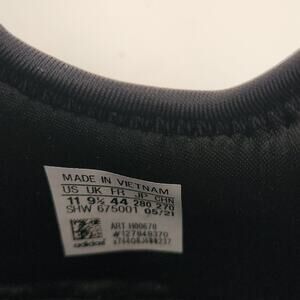 MADE IN VIETNAM
US UK FR JP CHN
11 9½ 44 280 270
SHW 675001 05/21
ART H00678
#127848370
adidas